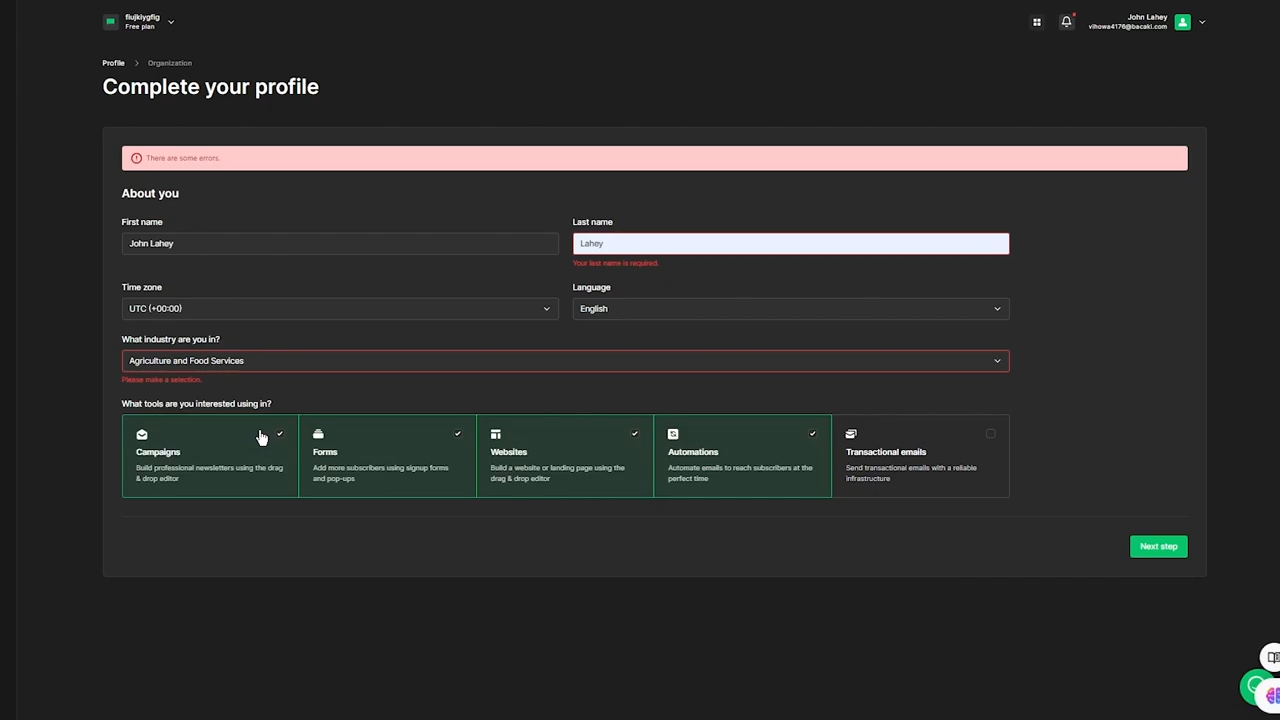 fiujkiygfig
Free plan
John Lahey
vihowa4176@bacaki.com
Profile
Organization
Complete your profile
There are some errors.
About you
First name
Last name
John Lahey
Lahey
Your last name is required.
Time zone
Language
UTC (+00:00)
English
What industry are you in?
Agriculture and Food Services
Please make a selection.
What tools are you interested using in?
Campaigns
Build professional newsletters using the drag
& drop editor
Forms
Add more subscribers using signup forms
and pop-ups
Websites
Build a website or landing page using the
drag & drop editor
Automations
Automate emails to reach subscribers at the
perfect time
Transactional emails
Send transactional emails with a reliable
infrastructure
Next step